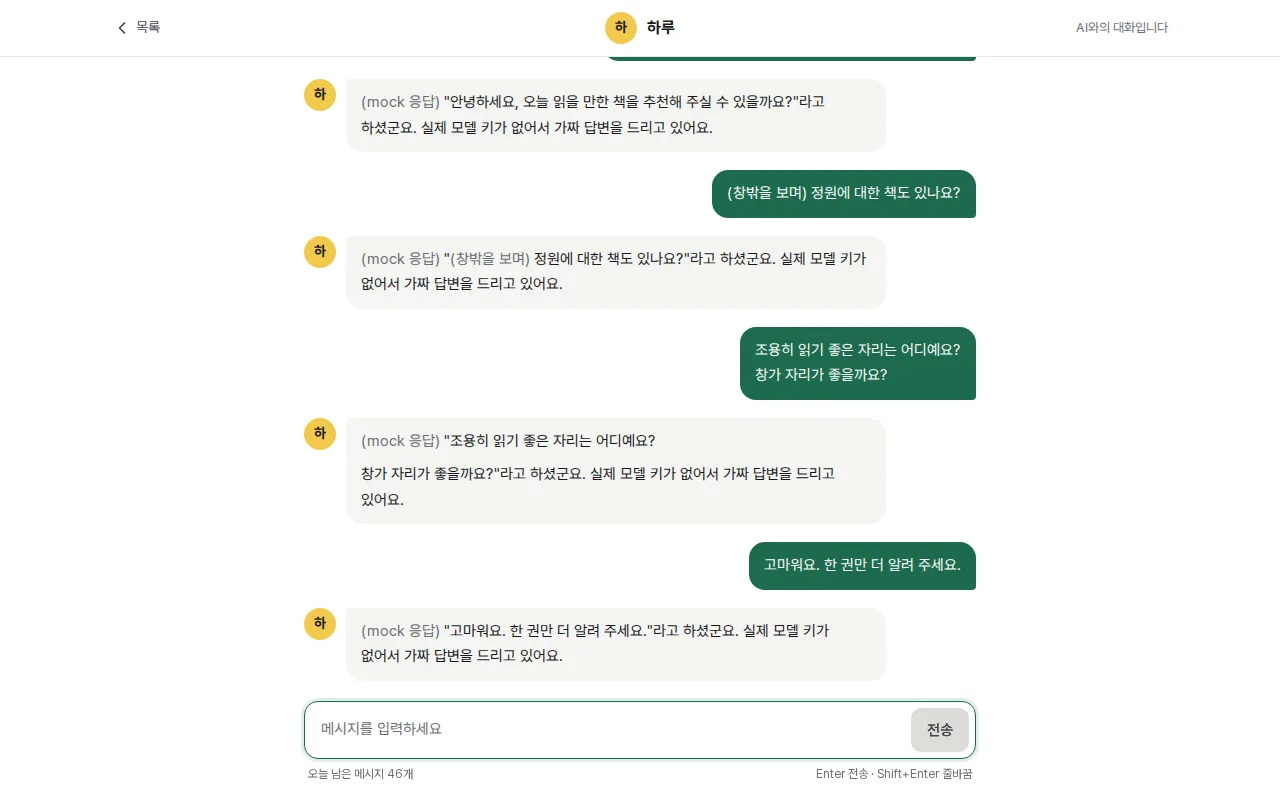 목록
하 하루
AI와의 대화입니다
하
(mock 응답) "안녕하세요, 오늘 읽을 만한 책을 추천해 주실 수 있을까요?"라고
하셨군요. 실제 모델 키가 없어서 가짜 답변을 드리고 있어요.
(창밖을 보며) 정원에 대한 책도 있나요?
하
(mock 응답) "(창밖을 보며) 정원에 대한 책도 있나요?"라고 하셨군요. 실제 모델 키가
없어서 가짜 답변을 드리고 있어요.
조용히 읽기 좋은 자리는 어디예요?
창가 자리가 좋을까요?
하
(mock 응답) "조용히 읽기 좋은 자리는 어디예요?
창가 자리가 좋을까요?"라고 하셨군요. 실제 모델 키가 없어서 가짜 답변을 드리고
있어요.
고마워요. 한 권만 더 알려 주세요.
하
(mock 응답) "고마워요. 한 권만 더 알려 주세요."라고 하셨군요. 실제 모델 키가
없어서 가짜 답변을 드리고 있어요.
메시지를 입력하세요
전송
오늘 남은 메시지 46개
Enter 전송 · Shift+Enter 줄바꿈